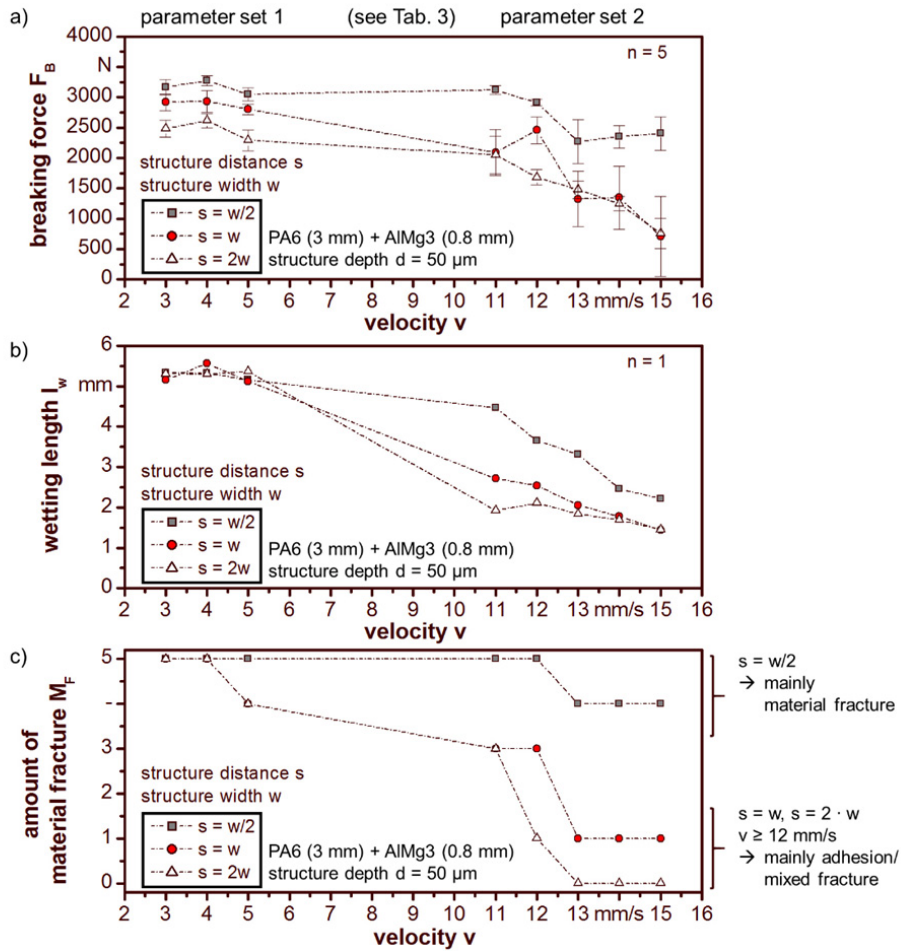 a)
parameter set 1 (see Tab. 3) parameter set 2
4000
N
3000
2500
2000
1500
1000
500
0
breaking force F_B
n = 5
structure distance s
structure width w
s = w/2
s = w
s = 2w
PA6 (3 mm) + AlMg3 (0.8 mm)
structure depth d = 50 µm
2 3 4 5 6 7 8 9 10 11 12 13 mm/s 15 16
velocity v
b)
6
mm
4
3
2
1
0
wetting length l_w
n = 1
structure distance s
structure width w
s = w/2
s = w
s = 2w
PA6 (3 mm) + AlMg3 (0.8 mm)
structure depth d = 50 µm
2 3 4 5 6 7 8 9 10 11 12 13 mm/s 15 16
velocity v
c)
5
-
3
2
1
0
amount of
material fracture M_F
structure distance s
structure width w
s = w/2
s = w
s = 2w
PA6 (3 mm) + AlMg3 (0.8 mm)
structure depth d = 50 µm
2 3 4 5 6 7 8 9 10 11 12 13 mm/s 15 16
velocity v
s = w/2
→ mainly
material fracture
s = w, s = 2 · w
v ≥ 12 mm/s
→ mainly adhesion/
mixed fracture